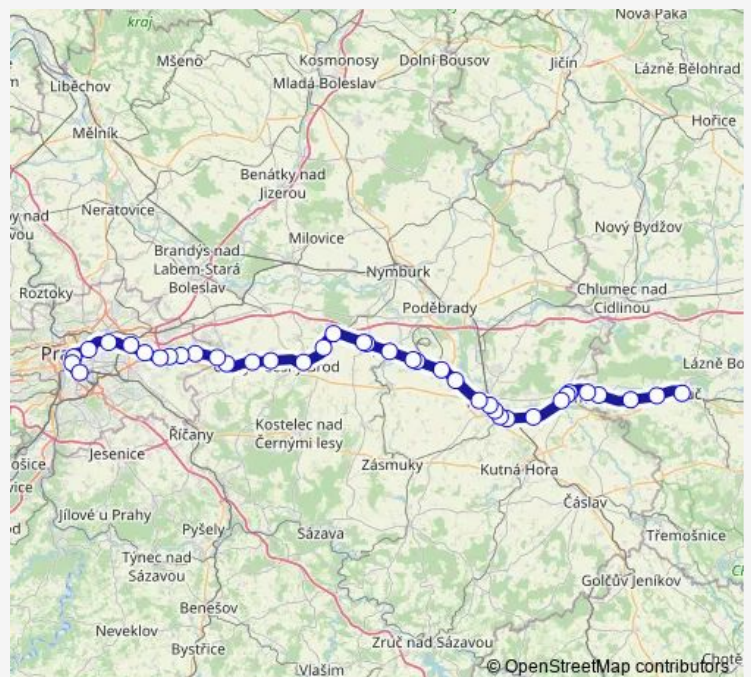 Nová Paka
kraj
Mšeno
Kosmonosy
Dolní Bousov
Jičín
Lázně Bělohrad
Liběchov
Mladá Boleslav
Mělník
Hořice
Benátky nad
Jizerou
Neratovice
Nový Bydžov
Milovice
Brandýs nad
Labem-Stará
Boleslav
Nymburk
Roztoky
Chlumec nad
Cidlinou
Poděbrady
Lázně Bo
Říčany
Kostelec nad
Černými lesy
Jesenice
Zásmuky
Kutná Hora
Čáslav
Jílové u Prahy
Pyšely
Sázava
Třemošnice
Týnec nad
Sázavou
Golčův Jeníkov
Benešov
Neveklov
Bystřice
Zruč nad Sázavou
Vlašim
© OpenStreetMap contributors